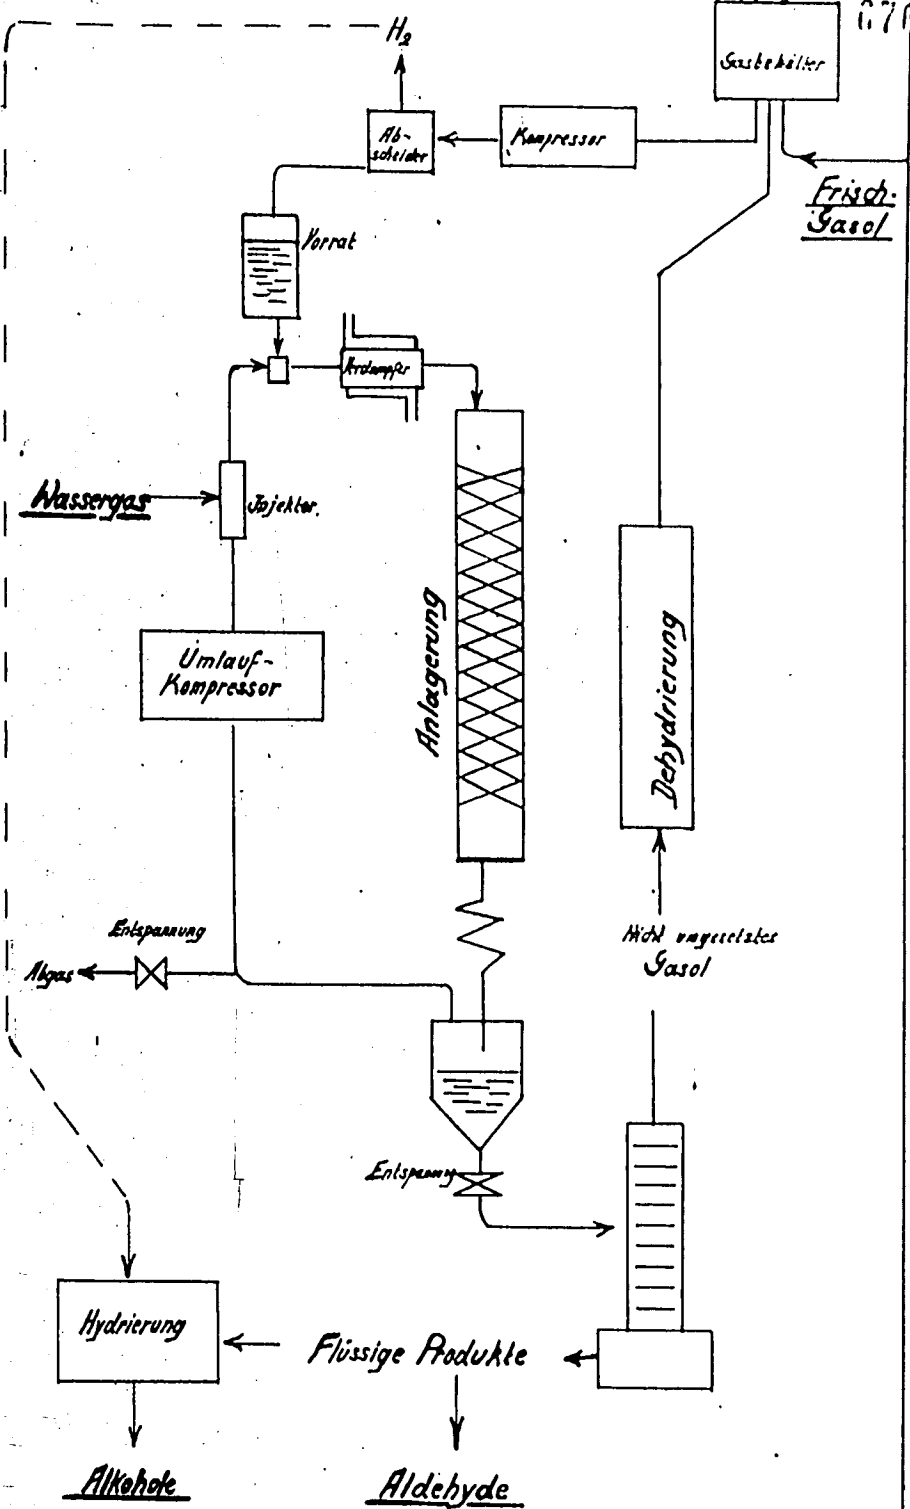 H₂
Gasbehälter
Ab-
scheider
Kompressor
Frisch-
Gasol
Vorrat
Verdampfer
Wassergas
Injektor.
Umlauf-
Kompressor
Anlagerung
Dehydrierung
Entspannung
Abgas
Nicht umgesetztes
Gasol
Entspannung
Hydrierung
Flüssige Produkte
Alkohole
Aldehyde